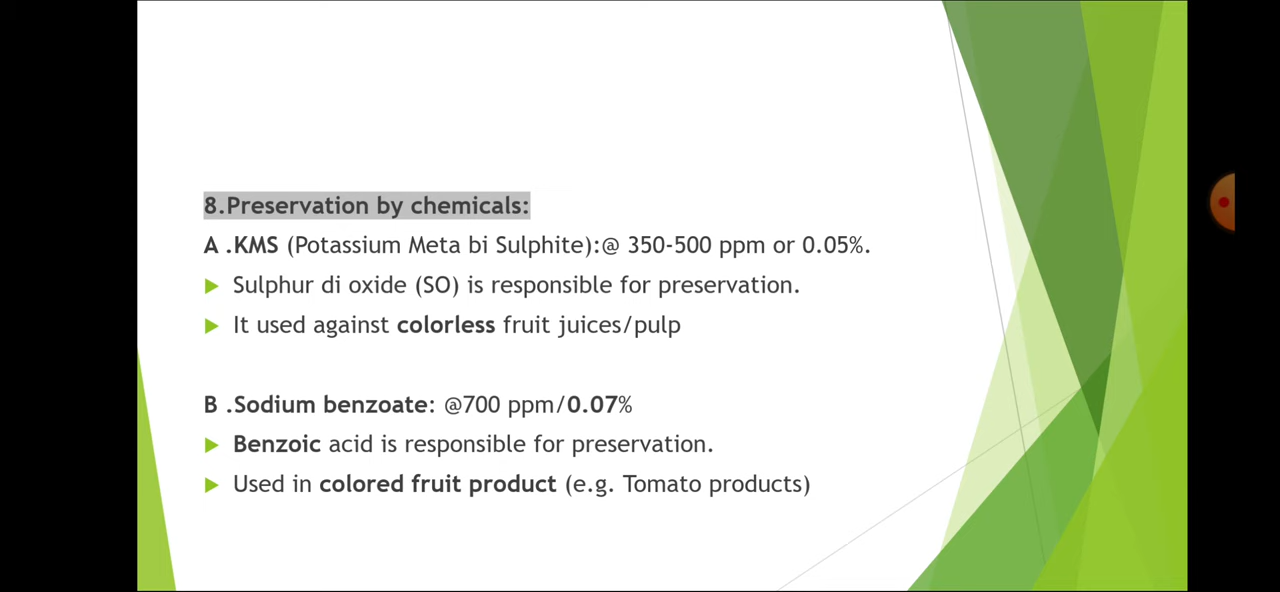 8.Preservation by chemicals:
A .KMS (Potassium Meta bi Sulphite):@ 350-500 ppm or 0.05%.
Sulphur di oxide (SO) is responsible for preservation.
It used against colorless fruit juices/pulp
B .Sodium benzoate: @700 ppm/0.07%
Benzoic acid is responsible for preservation.
Used in colored fruit product (e.g. Tomato products)